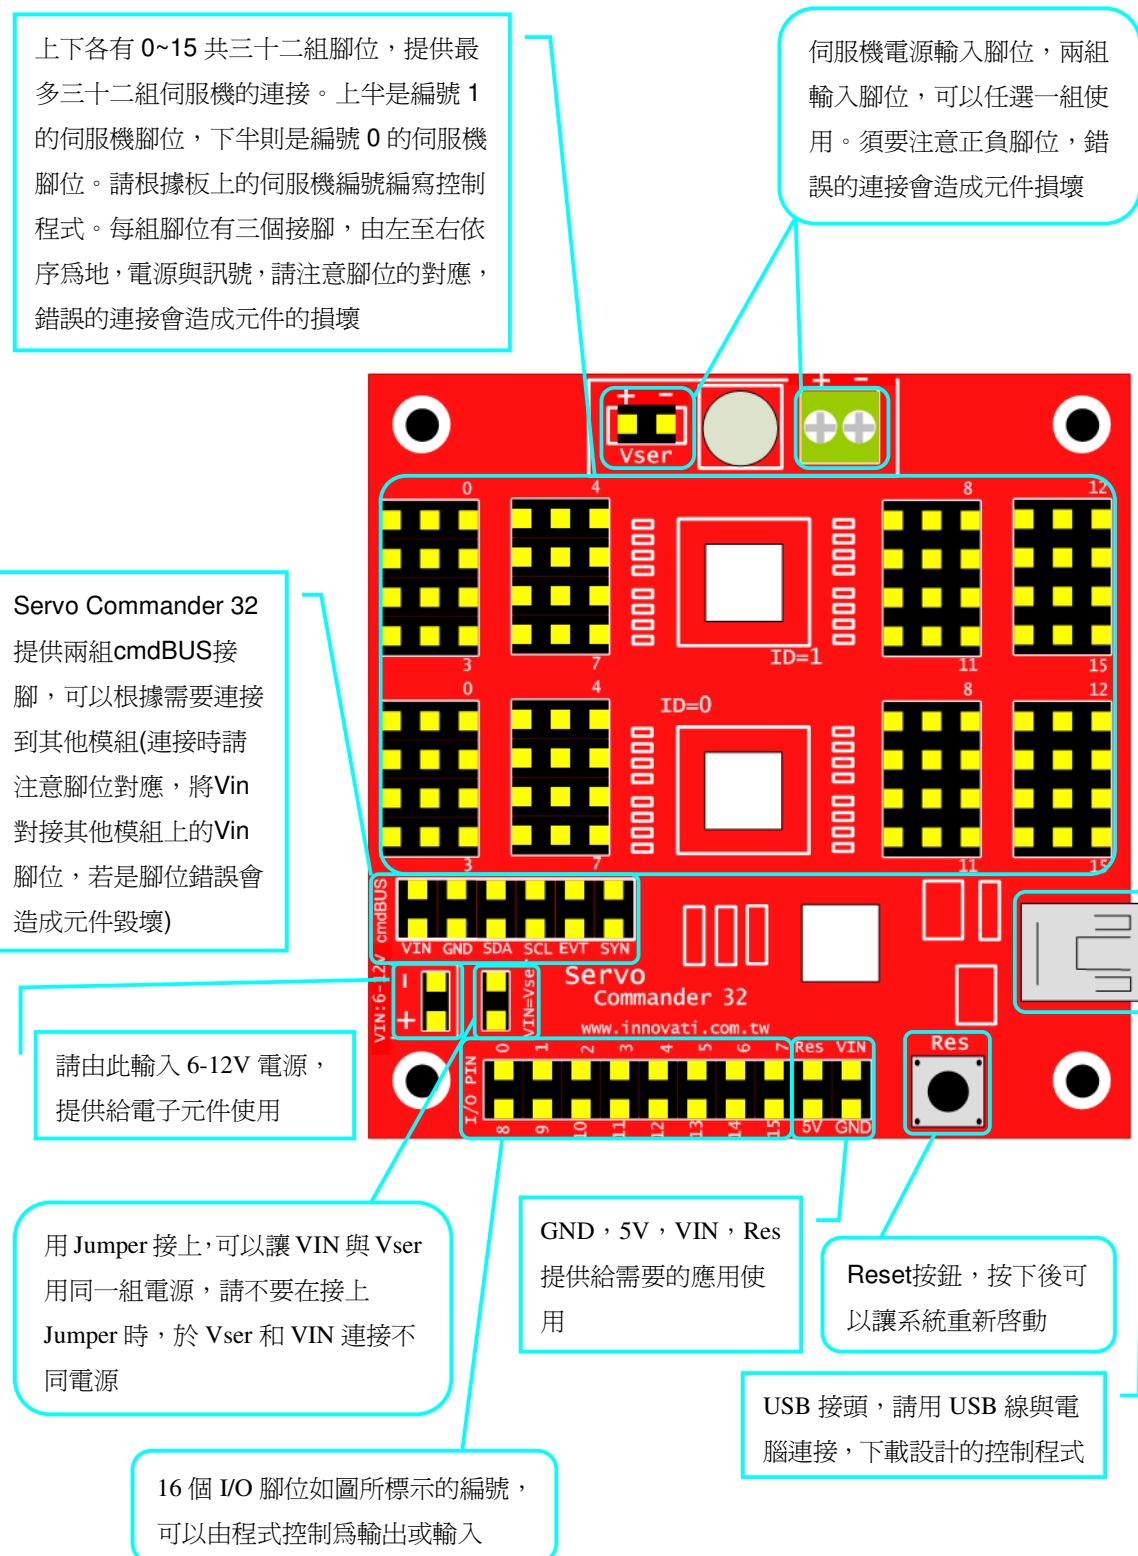 上下各有 0~15 共三十二組腳位，提供最
多三十二組伺服機的連接。上半是編號 1
的伺服機腳位，下半則是編號 0 的伺服機
腳位。請根據板上的伺服機編號編寫控制
程式。每組腳位有三個接腳，由左至右依
序為地，電源與訊號，請注意腳位的對應，
錯誤的連接會造成元件的損壞
伺服機電源輸入腳位，兩組
輸入腳位，可以任選一組使
用。須要注意正負腳位，錯
誤的連接會造成元件損壞
+ -
Vser
+ -
0 4 8 12
3 7 11 15
ID=1
0 4 8 12
ID=0
3 7 11 15
Servo Commander 32
提供兩組cmdBUS接
腳，可以根據需要連接
到其他模組(連接時請
注意腳位對應，將Vin
對接其他模組上的Vin
腳位，若是腳位錯誤會
造成元件毀壞)
cmdBUS
VIN GND SDA SCL EVT SYN
VIN:6-12V
-
+
VIN=Vser
Servo
Commander 32
www.innovati.com.tw
I/O PIN
0 1 2 3 4 5 6 7 Res VIN
8 9 10 11 12 13 14 15 5V GND
Res
請由此輸入 6-12V 電源，
提供給電子元件使用
用 Jumper 接上，可以讓 VIN 與 Vser
用同一組電源，請不要在接上
Jumper 時，於 Vser 和 VIN 連接不
同電源
GND，5V，VIN，Res
提供給需要的應用使
用
Reset按鈕，按下後可
以讓系統重新啓動
USB 接頭，請用 USB 線與電
腦連接，下載設計的控制程式
16 個 I/O 腳位如圖所標示的編號，
可以由程式控制為輸出或輸入